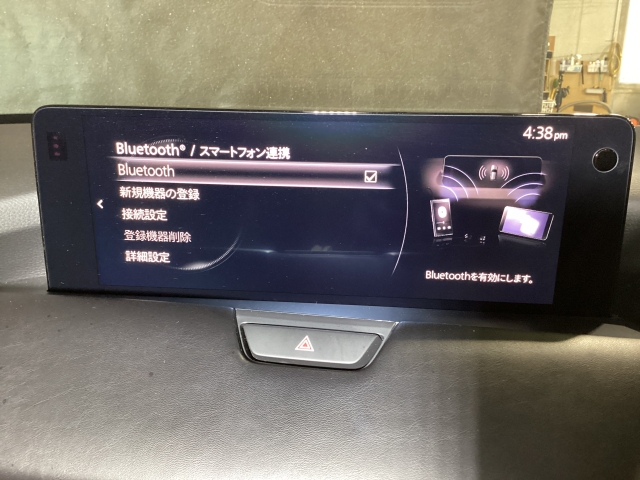 4:38pm
Bluetooth® / スマートフォン連携
Bluetooth
新規機器の登録
接続設定
登録機器削除
詳細設定
Bluetoothを有効にします。